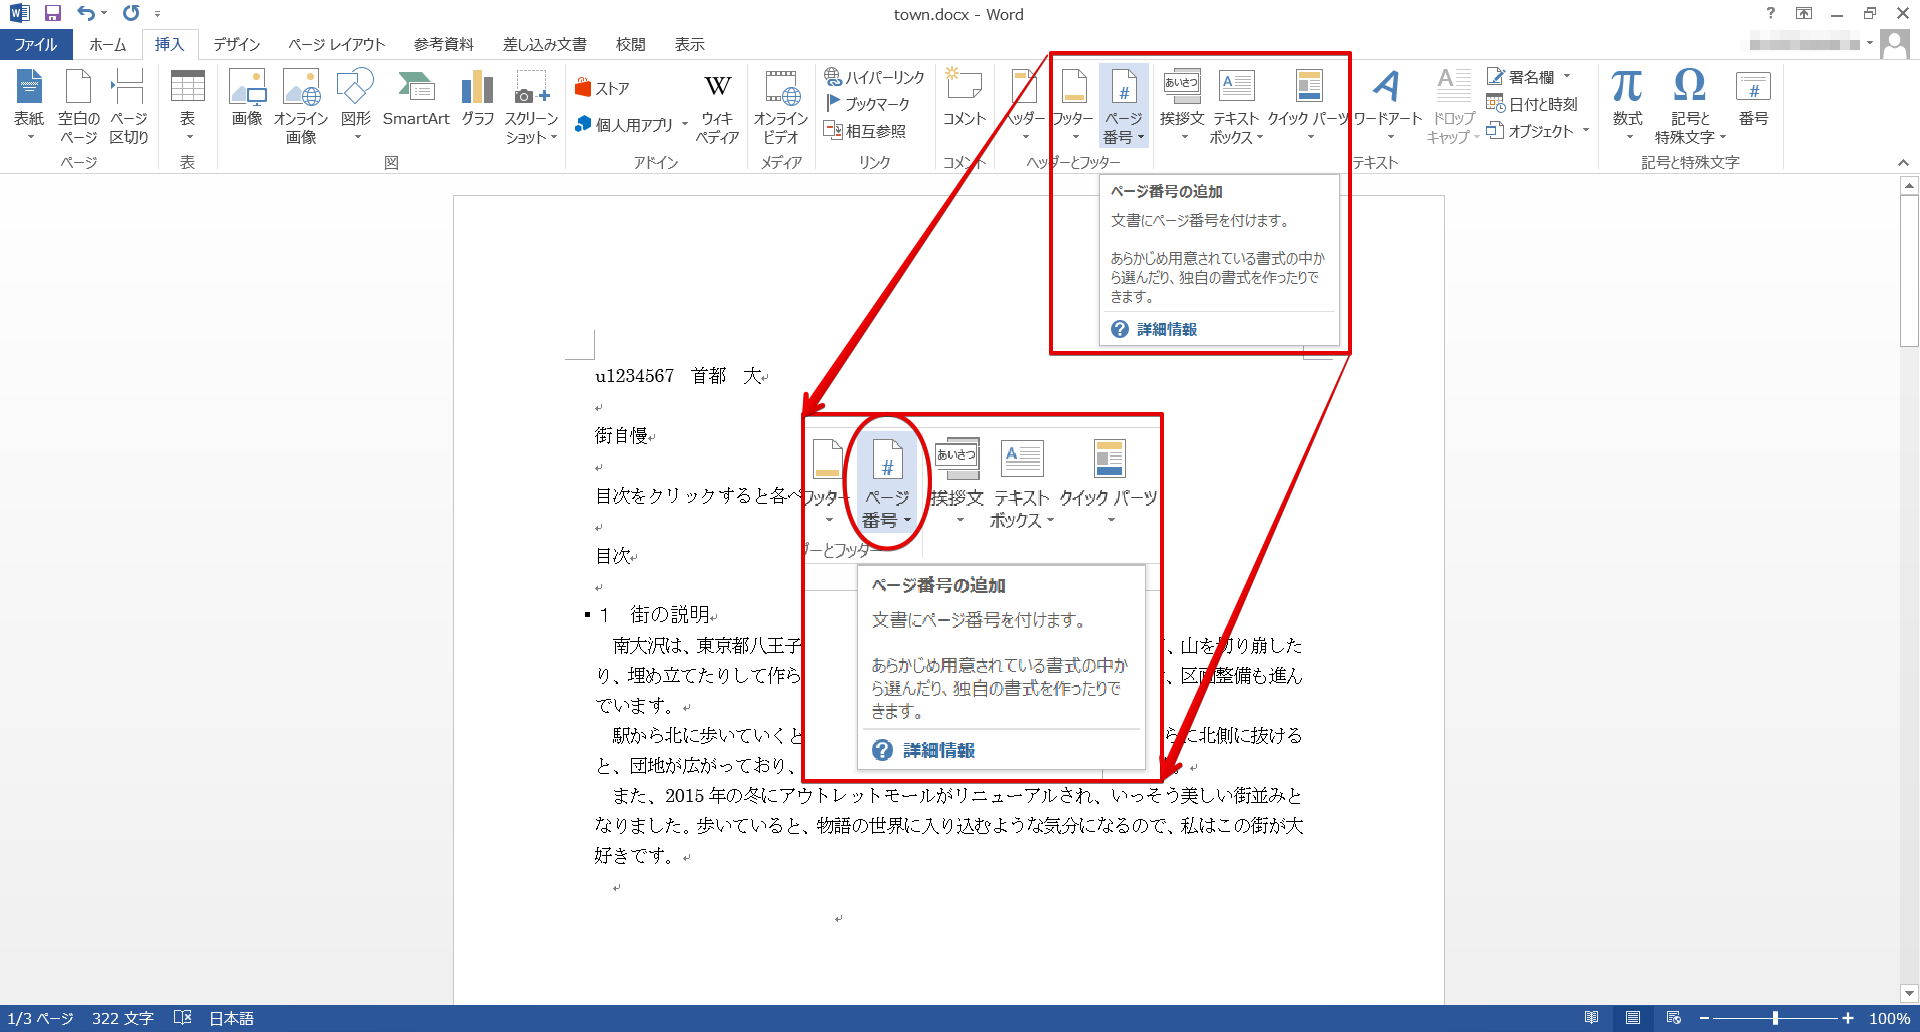 town.docx - Word
ファイル
ホーム
挿入
デザイン
ページ レイアウト
参考資料
差し込み文書
校閲
表示
表紙
空白の
ページ
ページ
区切り
ページ
表
表
画像
オンライン
画像
図形
SmartArt
グラフ
スクリーン
ショット
図
ストア
個人用アプリ
W
ウィキ
ペディア
アドイン
オンライン
ビデオ
メディア
ハイパーリンク
ブックマーク
相互参照
リンク
コメント
コメント
ヘッダー
フッター
ページ
番号
ヘッダーとフッター
あいさつ
挨拶文
テキスト
ボックス
クイック パーツ
ワードアート
ドロップ
キャップ
署名欄
日付と時刻
オブジェクト
テキスト
数式
記号と
特殊文字
番号
記号と特殊文字
ページ番号の追加
文書にページ番号を付けます。
あらかじめ用意されている書式の中か
ら選んだり、独自の書式を作ったりで
きます。
詳細情報
u1234567　首都　大
街自慢
目次をクリックすると各ペ
目次
1　街の説明
南大沢は、東京都八王子
、山を切り崩した
り、埋め立てたりして作ら
、区画整備も進ん
でいます。
駅から北に歩いていくと
らに北側に抜ける
と、団地が広がっており、
フッター
ページ
番号
あいさつ
挨拶文
テキスト
ボックス
クイック パーツ
ダーとフッター
ページ番号の追加
文書にページ番号を付けます。
あらかじめ用意されている書式の中か
ら選んだり、独自の書式を作ったりで
きます。
詳細情報
また、2015 年の冬にアウトレットモールがリニューアルされ、いっそう美しい街並みと
なりました。歩いていると、物語の世界に入り込むような気分になるので、私はこの街が大
好きです。
1/3 ページ
322 文字
日本語
100%